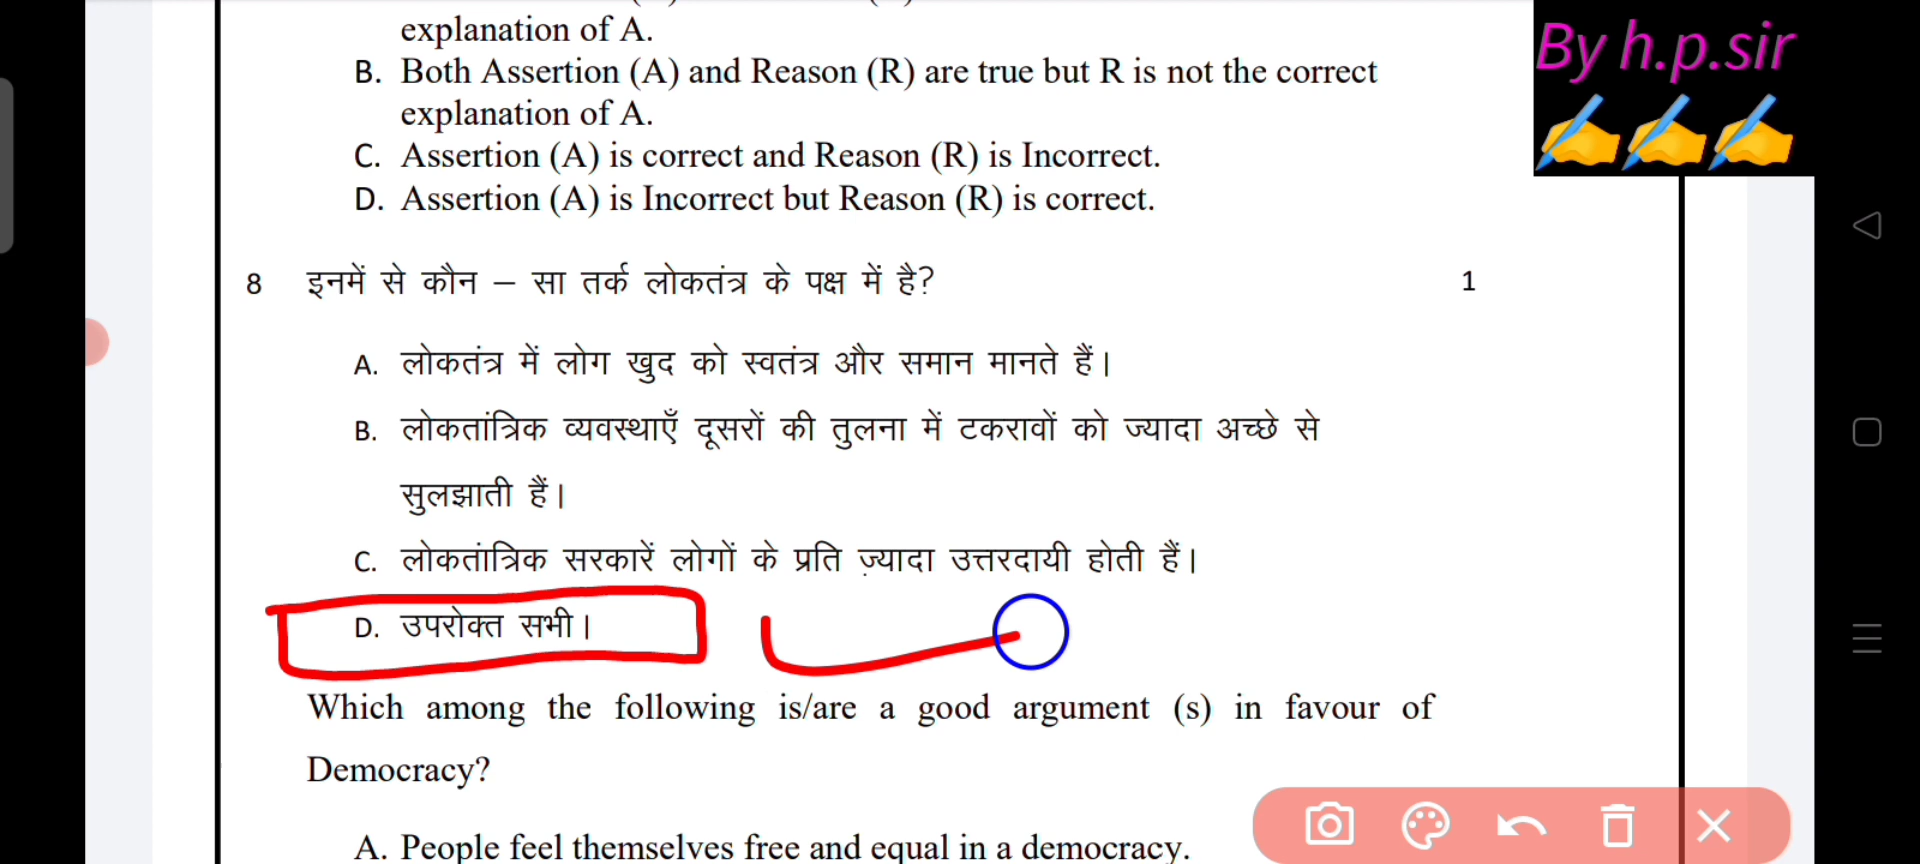 explanation of A.
B. Both Assertion (A) and Reason (R) are true but R is not the correct
explanation of A.
C. Assertion (A) is correct and Reason (R) is Incorrect.
D. Assertion (A) is Incorrect but Reason (R) is correct.
By h.p.sir
8 इनमें से कौन – सा तर्क लोकतंत्र के पक्ष में है? 1
A. लोकतंत्र में लोग खुद को स्वतंत्र और समान मानते हैं।
B. लोकतांत्रिक व्यवस्थाएँ दूसरों की तुलना में टकरावों को ज्यादा अच्छे से
सुलझाती हैं।
C. लोकतांत्रिक सरकारें लोगों के प्रति ज़्यादा उत्तरदायी होती हैं।
D. उपरोक्त सभी।
Which among the following is/are a good argument (s) in favour of
Democracy?
A. People feel themselves free and equal in a democracy.